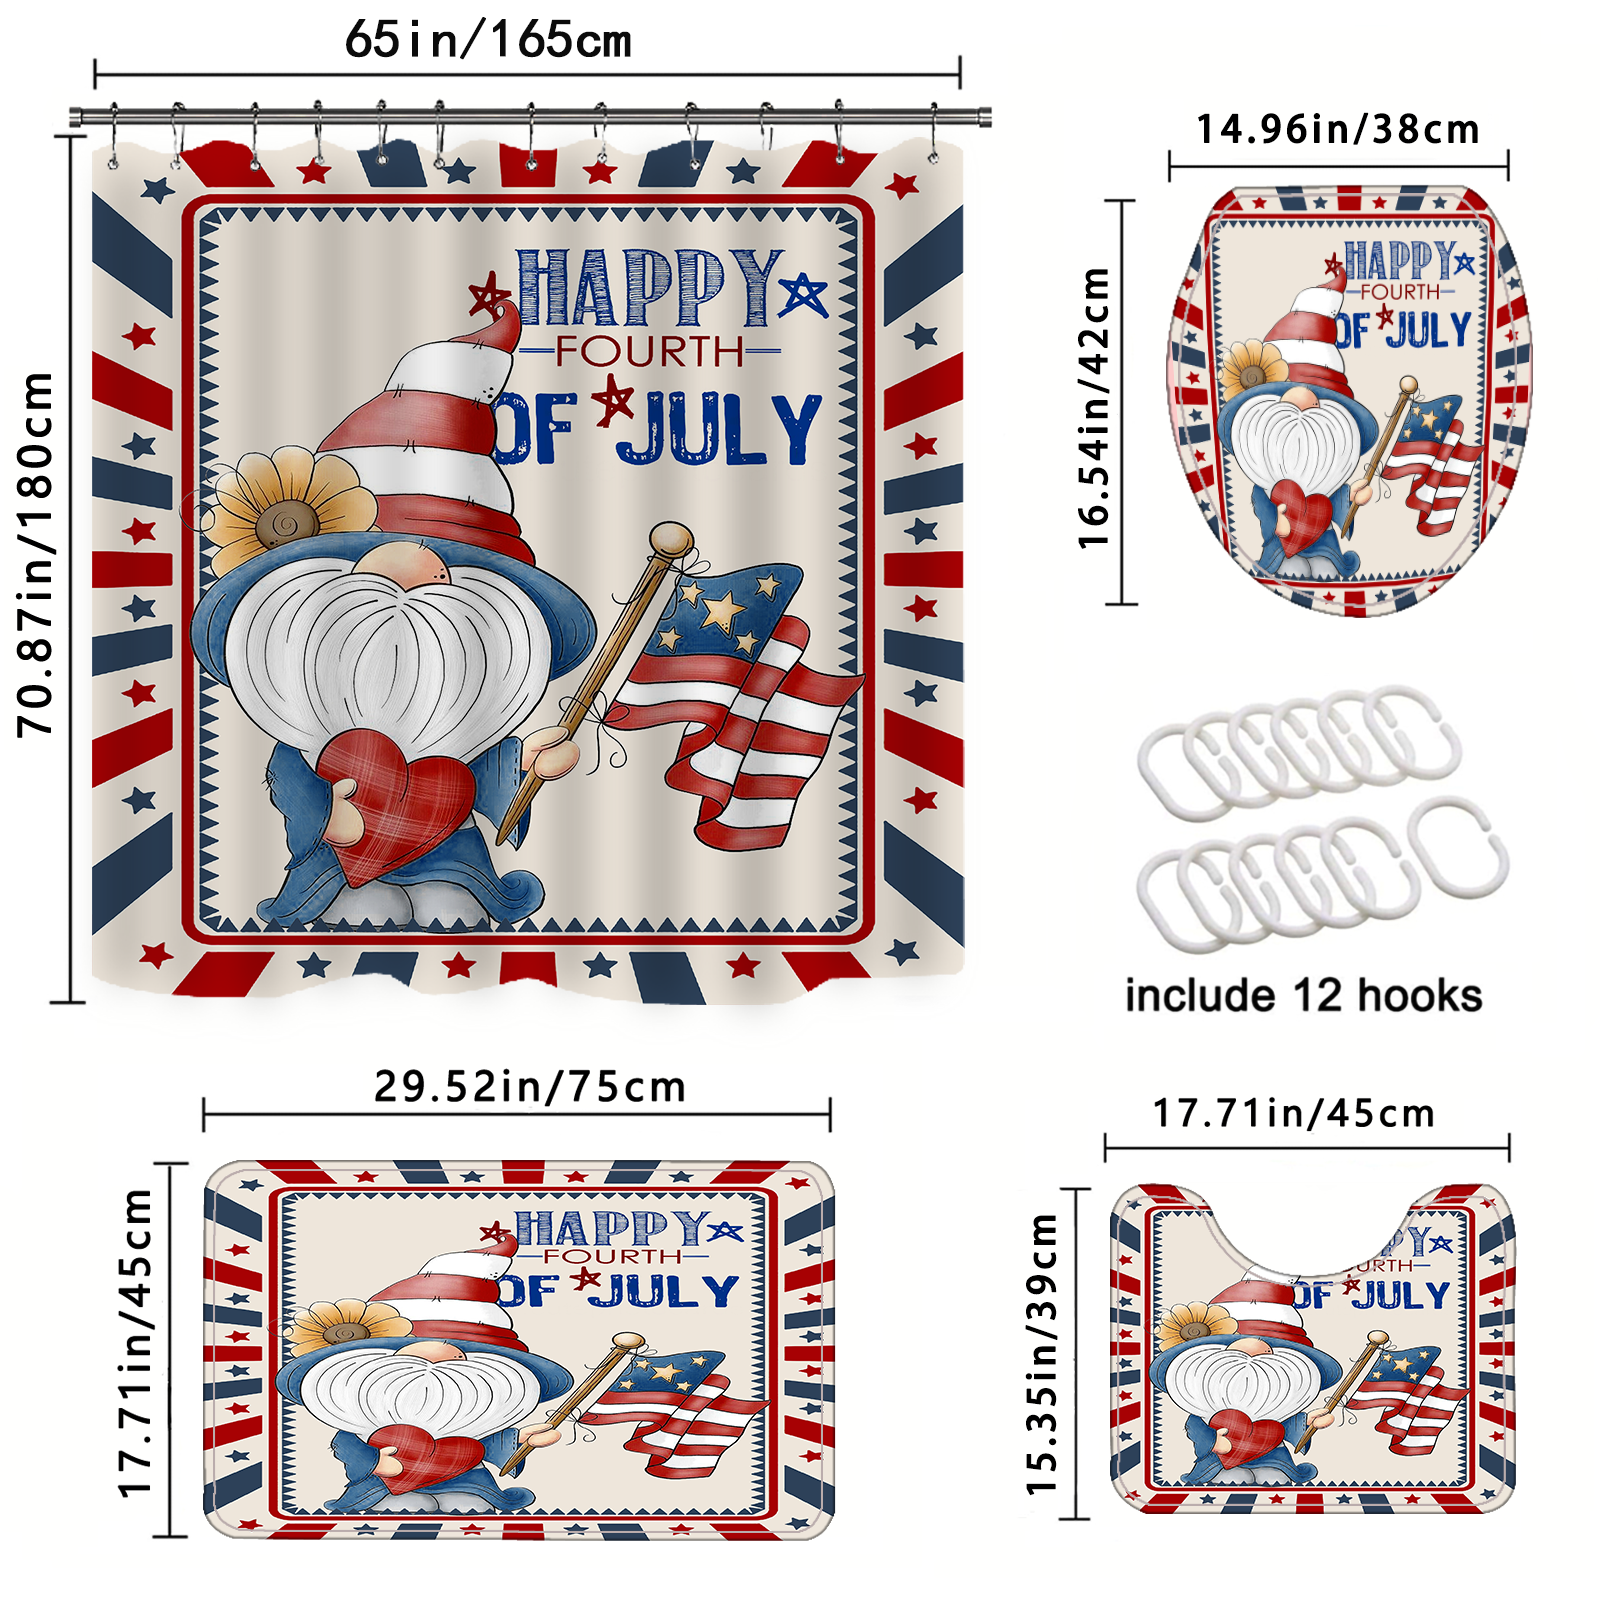 65in/165cm
70.87in/180cm
HAPPY
FOURTH
OF JULY
14.96in/38cm
16.54in/42cm
HAPPY
FOURTH
OF JULY
include 12 hooks
29.52in/75cm
17.71in/45cm
HAPPY
FOURTH
OF JULY
17.71in/45cm
15.35in/39cm
PY
URTH
OF JULY